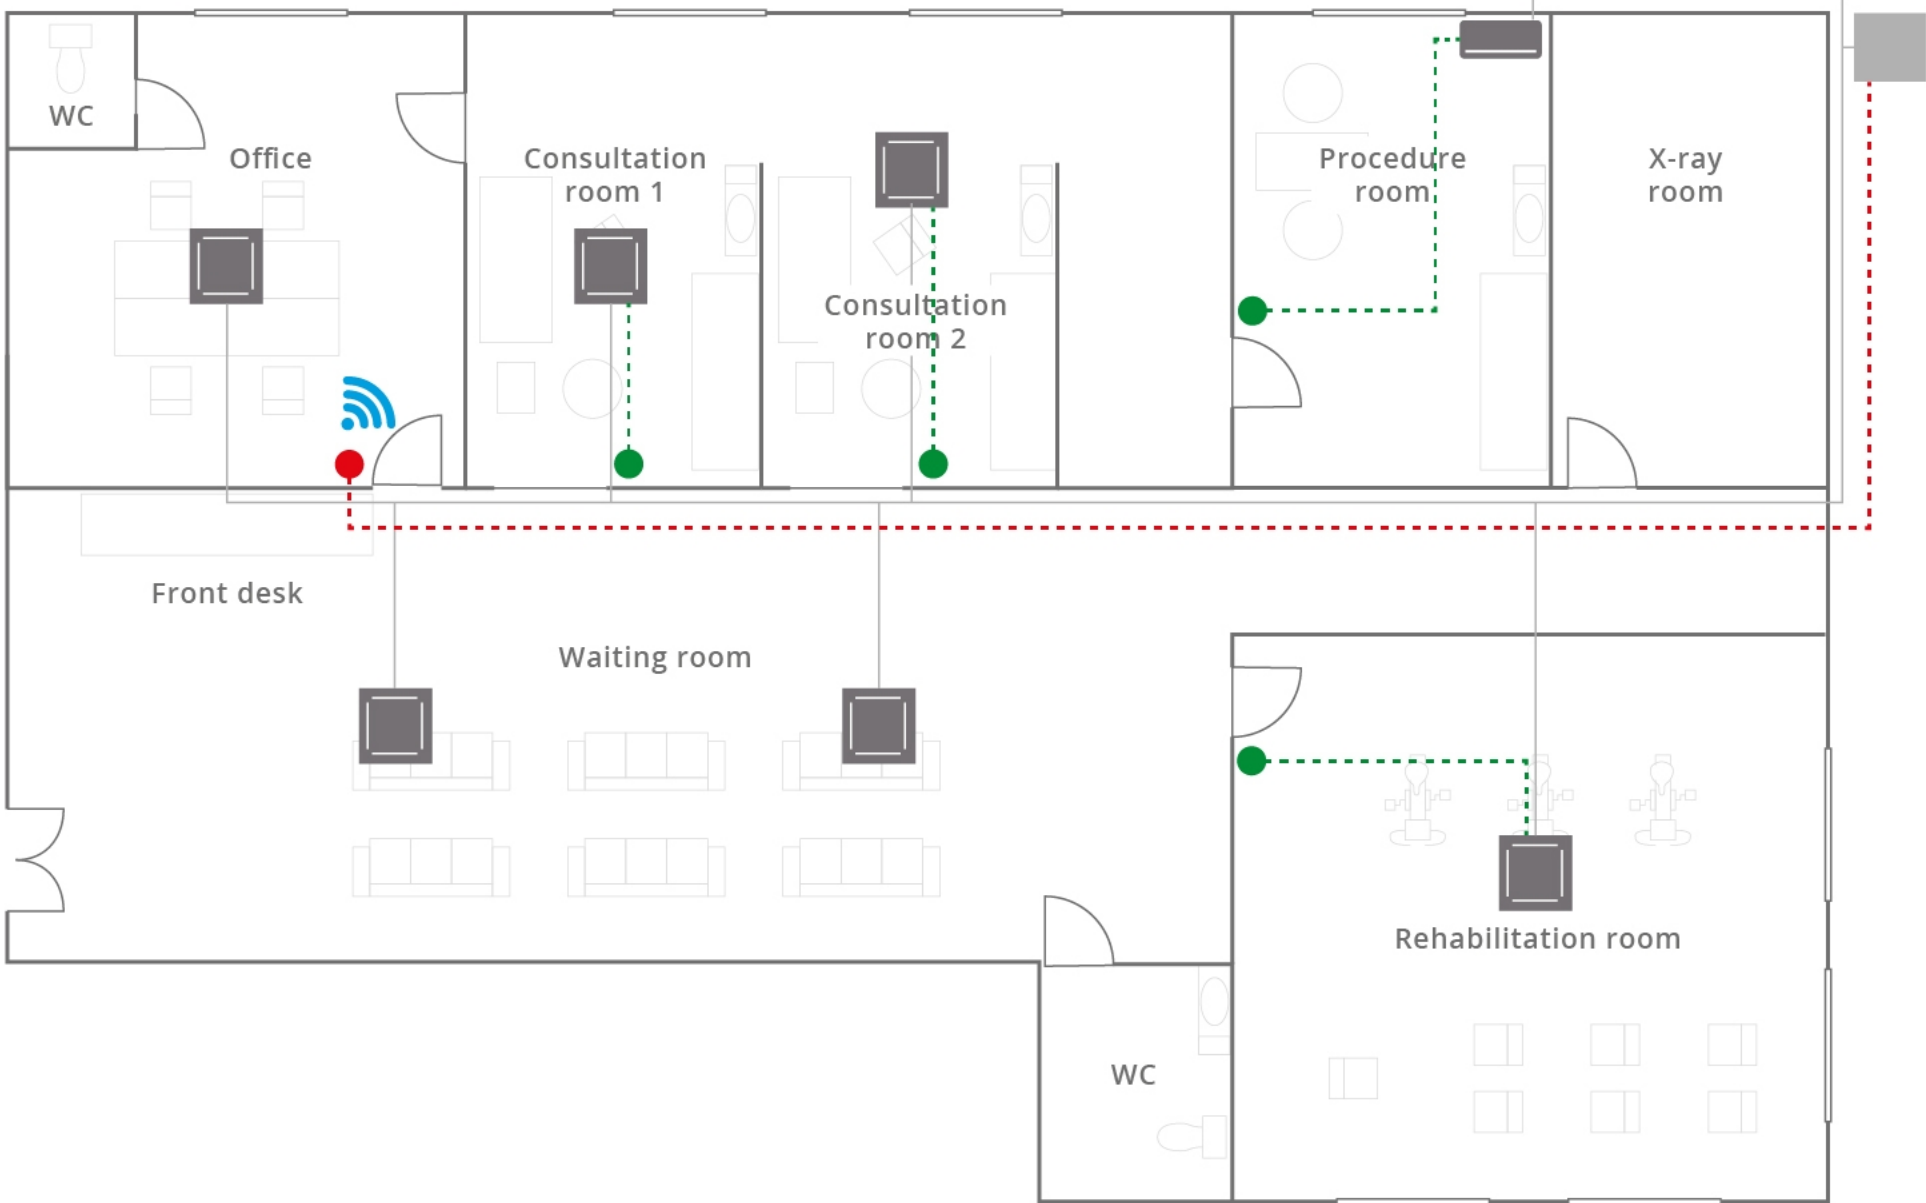 WC
Office
Consultation
room 1
Consultation
room 2
Procedure
room
X-ray
room
Front desk
Waiting room
Rehabilitation room
WC